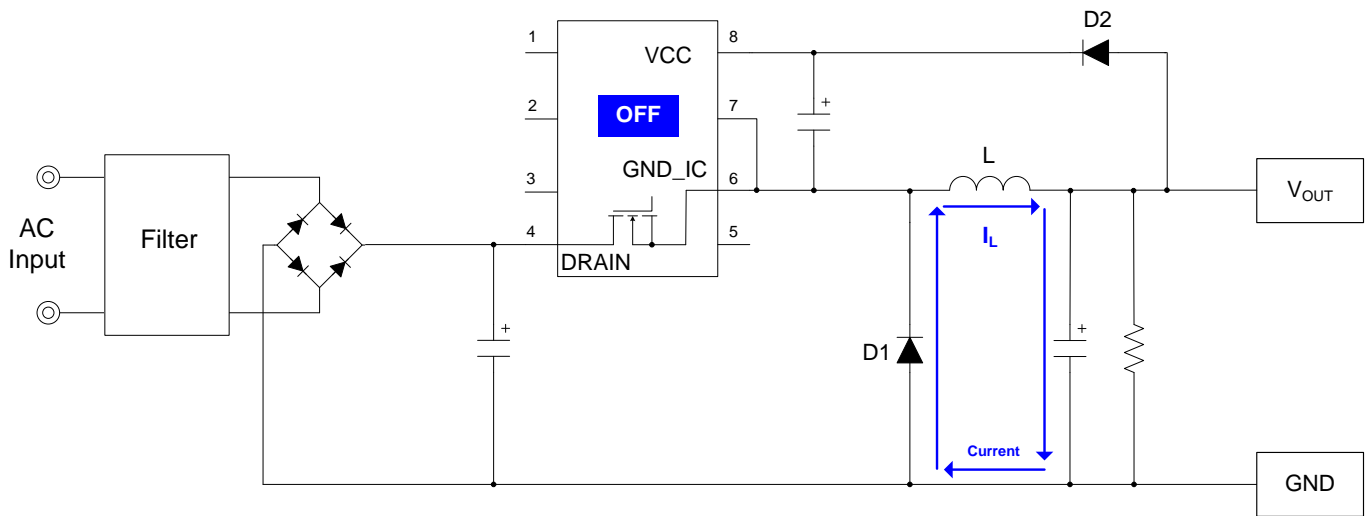 D2
1
8
VCC
2
OFF
7
3
GND_IC
6
L
V_OUT
AC
Input
Filter
4
5
DRAIN
I_L
D1
Current
GND
+
+
+